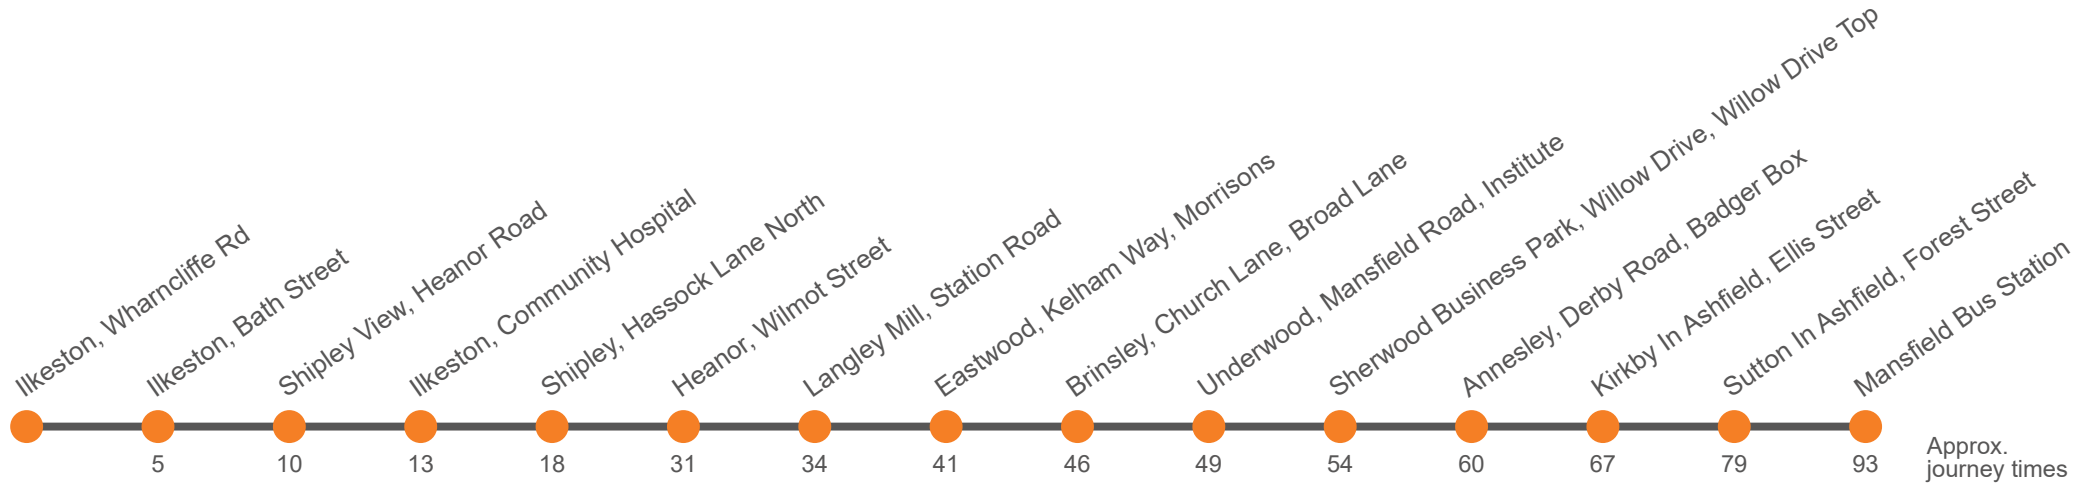 Ilkeston, Wharncliffe Rd
Ilkeston, Bath Street
Shipley View, Heanor Road
Ilkeston, Community Hospital
Shipley, Hassock Lane North
Heanor, Wilmot Street
Langley Mill, Station Road
Eastwood, Kelham Way, Morrisons
Brinsley, Church Lane, Broad Lane
Underwood, Mansfield Road, Institute
Sherwood Business Park, Willow Drive, Willow Drive Top
Annesley, Derby Road, Badger Box
Kirkby In Ashfield, Ellis Street
Sutton In Ashfield, Forest Street
Mansfield Bus Station
5 10 13 18 31 34 41 46 49 54 60 67 79 93
Approx.
journey times